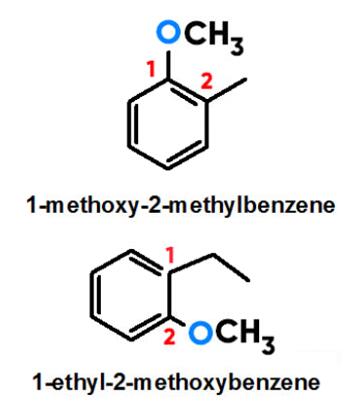 OCH₃
1 2
1-methoxy-2-methylbenzene
1
2 OCH₃
1-ethyl-2-methoxybenzene